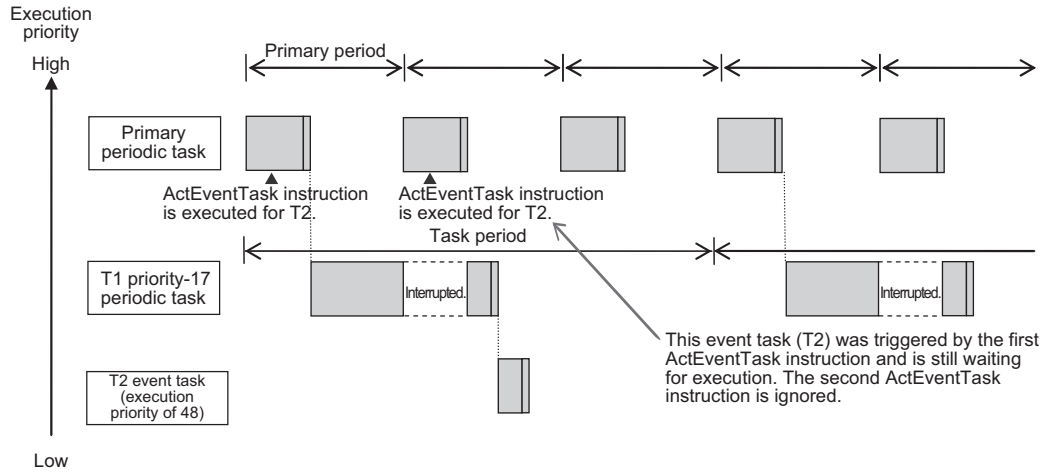 Execution
priority
High
Primary period
Primary
periodic task
ActEventTask instruction
is executed for T2.
ActEventTask instruction
is executed for T2.
Task period
T1 priority-17
periodic task
Interrupted.
Interrupted.
This event task (T2) was triggered by the first
ActEventTask instruction and is still waiting
for execution. The second ActEventTask
instruction is ignored.
T2 event task
(execution
priority of 48)
Low